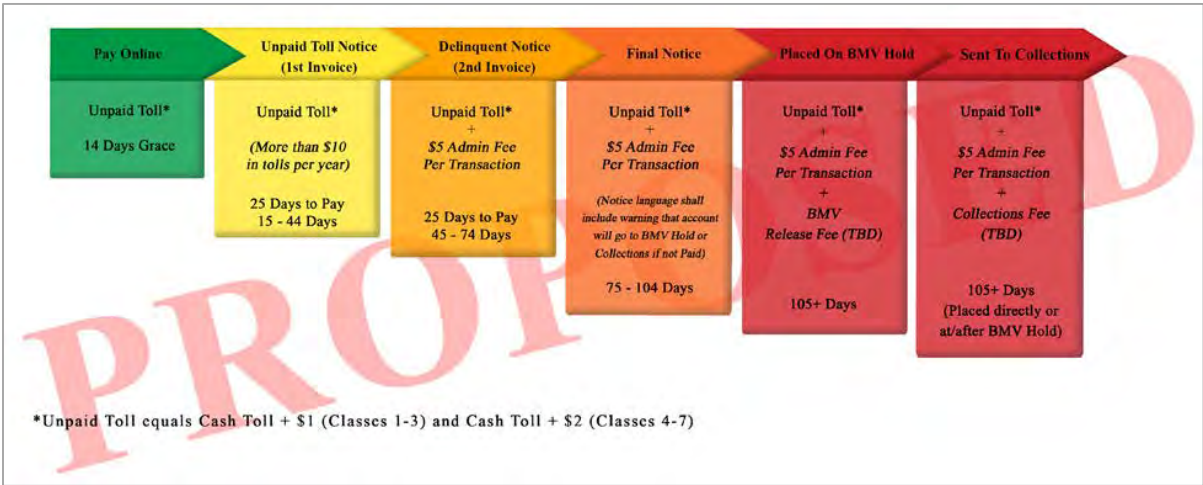 Pay Online
Unpaid Toll*
14 Days Grace
Unpaid Toll Notice
(1st Invoice)
Unpaid Toll*
(More than $10
in tolls per year)
25 Days to Pay
15 - 44 Days
Delinquent Notice
(2nd Invoice)
Unpaid Toll*
+
$5 Admin Fee
Per Transaction
25 Days to Pay
45 - 74 Days
Final Notice
Unpaid Toll*
+
$5 Admin Fee
Per Transaction
(Notice language shall
include warning that account
will go to BMV Hold or
Collections if not Paid)
75 - 104 Days
Placed On BMV Hold
Unpaid Toll*
+
$5 Admin Fee
Per Transaction
+
BMV
Release Fee (TBD)
105+ Days
Sent To Collections
Unpaid Toll*
+
$5 Admin Fee
Per Transaction
+
Collections Fee
(TBD)
105+ Days
(Placed directly or
at/after BMV Hold)
PROPOSED
*Unpaid Toll equals Cash Toll + $1 (Classes 1-3) and Cash Toll + $2 (Classes 4-7)